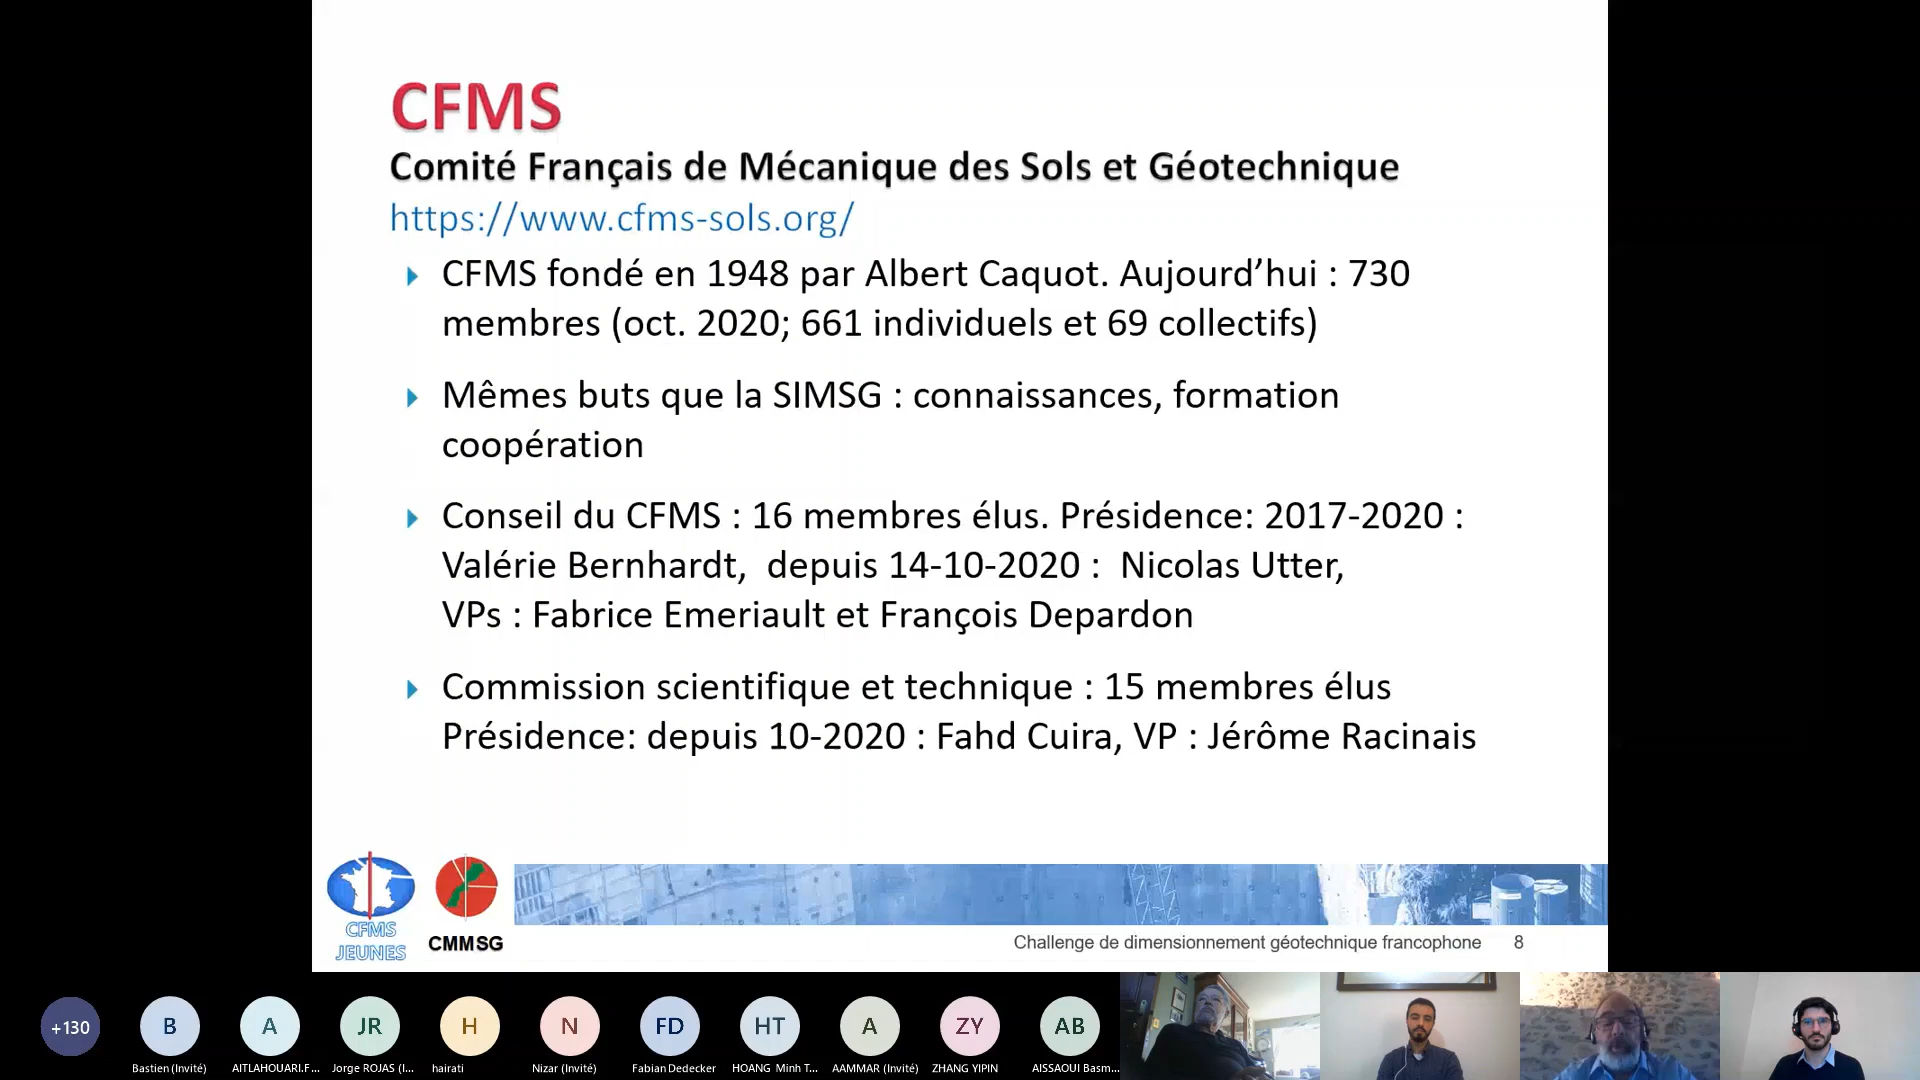 CFMS
Comité Français de Mécanique des Sols et Géotechnique
https://www.cfms-sols.org/
CFMS fondé en 1948 par Albert Caquot. Aujourd’hui : 730
membres (oct. 2020; 661 individuels et 69 collectifs)
Mêmes buts que la SIMSG : connaissances, formation
coopération
Conseil du CFMS : 16 membres élus. Présidence: 2017-2020 :
Valérie Bernhardt, depuis 14-10-2020 : Nicolas Utter,
VPs : Fabrice Emeriault et François Depardon
Commission scientifique et technique : 15 membres élus
Présidence: depuis 10-2020 : Fahd Cuira, VP : Jérôme Racinais
CFMS
JEUNES
CMMSG
Challenge de dimensionnement géotechnique francophone 8
+130 B A JR H N FD HT A ZY AB
Bastien (Invité) AITLAHOUARI.F... Jorge ROJAS (I... hairati Nizar (Invité) Fabian Dedecker HOANG Minh T... AAMMAR (Invité) ZHANG YIPIN AISSAOUI Basm...